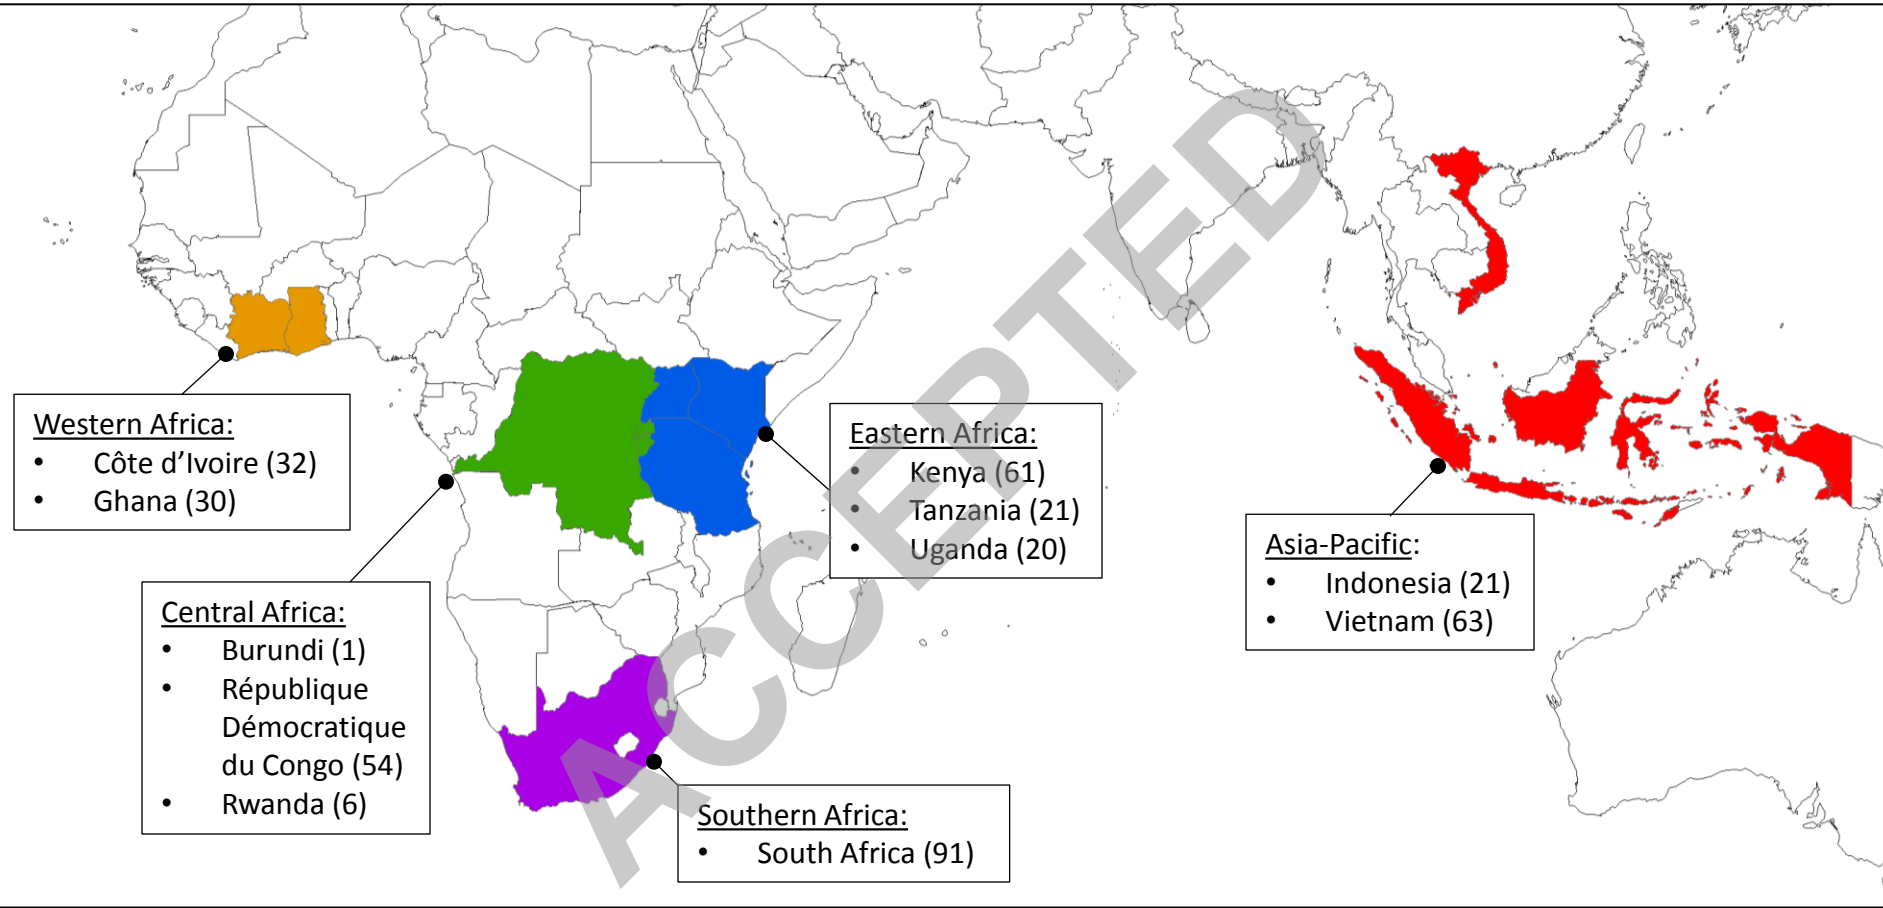 Western Africa:
• Côte d’Ivoire (32)
• Ghana (30)
Central Africa:
• Burundi (1)
• République
Démocratique
du Congo (54)
• Rwanda (6)
Eastern Africa:
• Kenya (61)
• Tanzania (21)
• Uganda (20)
Southern Africa:
• South Africa (91)
Asia-Pacific:
• Indonesia (21)
• Vietnam (63)
ACCEPTED